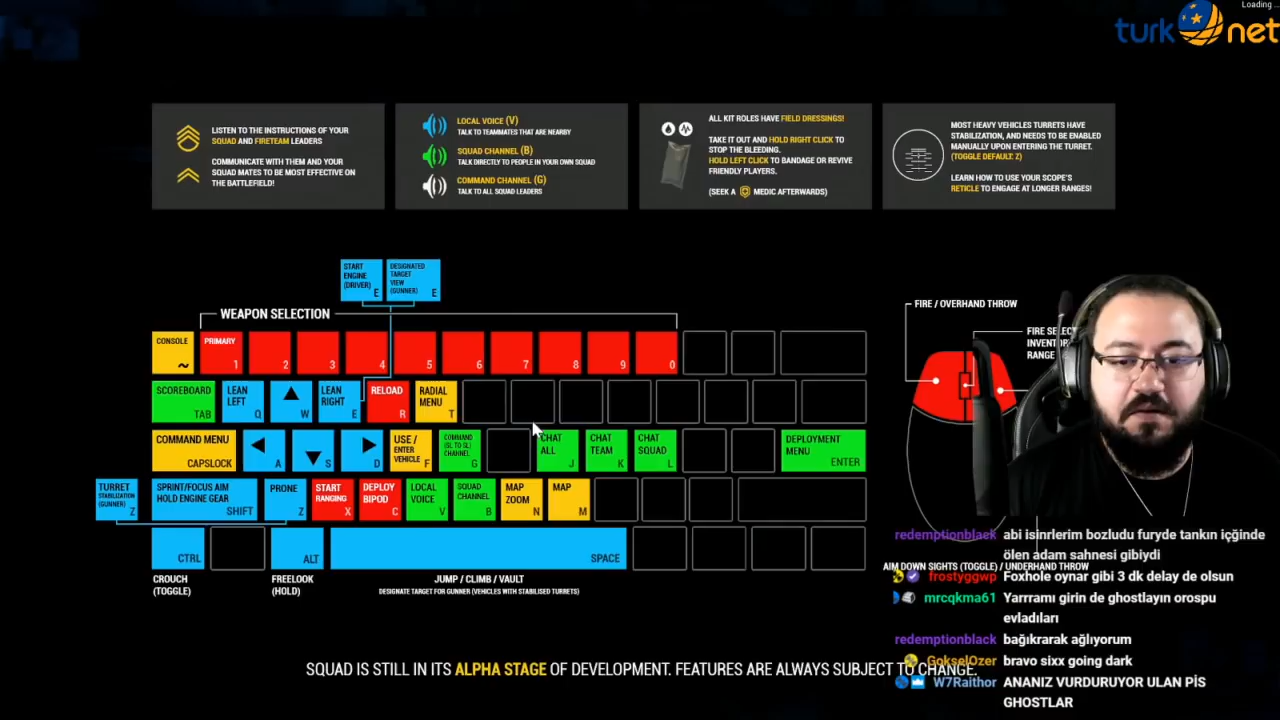 Loading ...
turk net
LISTEN TO THE INSTRUCTIONS OF YOUR
SQUAD AND FIRETEAM LEADERS
COMMUNICATE WITH THEM AND YOUR
SQUAD MATES TO BE MOST EFFECTIVE ON
THE BATTLEFIELD!
LOCAL VOICE (V)
TALK TO TEAMMATES THAT ARE NEARBY
SQUAD CHANNEL (B)
TALK DIRECTLY TO PEOPLE IN YOUR OWN SQUAD
COMMAND CHANNEL (G)
TALK TO ALL SQUAD LEADERS
ALL KIT ROLES HAVE FIELD DRESSINGS!
TAKE IT OUT AND HOLD RIGHT CLICK TO
STOP THE BLEEDING.
HOLD LEFT CLICK TO BANDAGE OR REVIVE
FRIENDLY PLAYERS.
(SEEK A MEDIC AFTERWARDS)
MOST HEAVY VEHICLES TURRETS HAVE
STABILIZATION, AND NEEDS TO BE ENABLED
MANUALLY UPON ENTERING THE TURRET.
(TOGGLE DEFAULT: Z)
LEARN HOW TO USE YOUR SCOPE'S
RETICLE TO ENGAGE AT LONGER RANGES!
START
ENGINE
(DRIVER) E
DESIGNATED
TARGET
VIEW
(GUNNER) E
WEAPON SELECTION
CONSOLE ~
PRIMARY 1
2
3
4
5
6
7
8
9
0
SCOREBOARD TAB
LEAN
LEFT Q
W
LEAN
RIGHT E
RELOAD R
RADIAL
MENU T
COMMAND MENU CAPSLOCK
A
S
D
USE /
ENTER
VEHICLE F
COMMAND
(SL TO SL)
CHANNEL G
CHAT
ALL J
CHAT
TEAM K
CHAT
SQUAD L
DEPLOYMENT
MENU ENTER
TURRET
STABILIZATION
(GUNNER) Z
SPRINT/FOCUS AIM
HOLD ENGINE GEAR SHIFT
PRONE Z
START
RANGING X
DEPLOY
BIPOD C
LOCAL
VOICE V
SQUAD
CHANNEL B
MAP
ZOOM N
MAP M
CTRL
ALT
SPACE
CROUCH
(TOGGLE)
FREELOOK
(HOLD)
JUMP / CLIMB / VAULT
DESIGNATE TARGET FOR GUNNER (VEHICLES WITH STABILISED TURRETS)
FIRE / OVERHAND THROW
FIRE SELECT
INVENTORY
RANGE
AIM DOWN SIGHTS (TOGGLE) / UNDERHAND THROW
redemptionblack abi isinrlerim bozludu furyde tankın içğinde
ölen adam sahnesi gibiydi
frostyggwp Foxhole oynar gibi 3 dk delay de olsun
mrcqkma61 Yarrramı girin de ghostlayın orospu
evladıları
redemptionblack bağıkrarak ağlıyorum
GokselOzer bravo sixx going dark
W7Raithor ANANIZ VURDURUYOR ULAN PİS
GHOSTLAR
SQUAD IS STILL IN ITS ALPHA STAGE OF DEVELOPMENT. FEATURES ARE ALWAYS SUBJECT TO CHANGE.